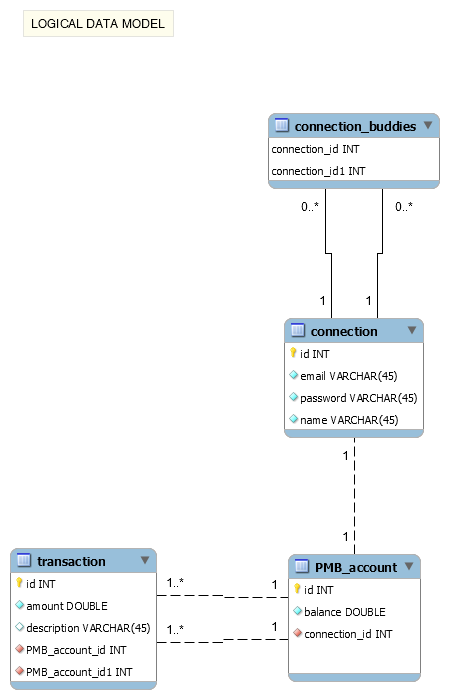 LOGICAL DATA MODEL
connection_buddies
connection_id INT
connection_id1 INT
0..*
0..*
1
1
connection
id INT
email VARCHAR(45)
password VARCHAR(45)
name VARCHAR(45)
1
1
transaction
id INT
amount DOUBLE
description VARCHAR(45)
PMB_account_id INT
PMB_account_id1 INT
1..*
1
1..*
1
PMB_account
id INT
balance DOUBLE
connection_id INT